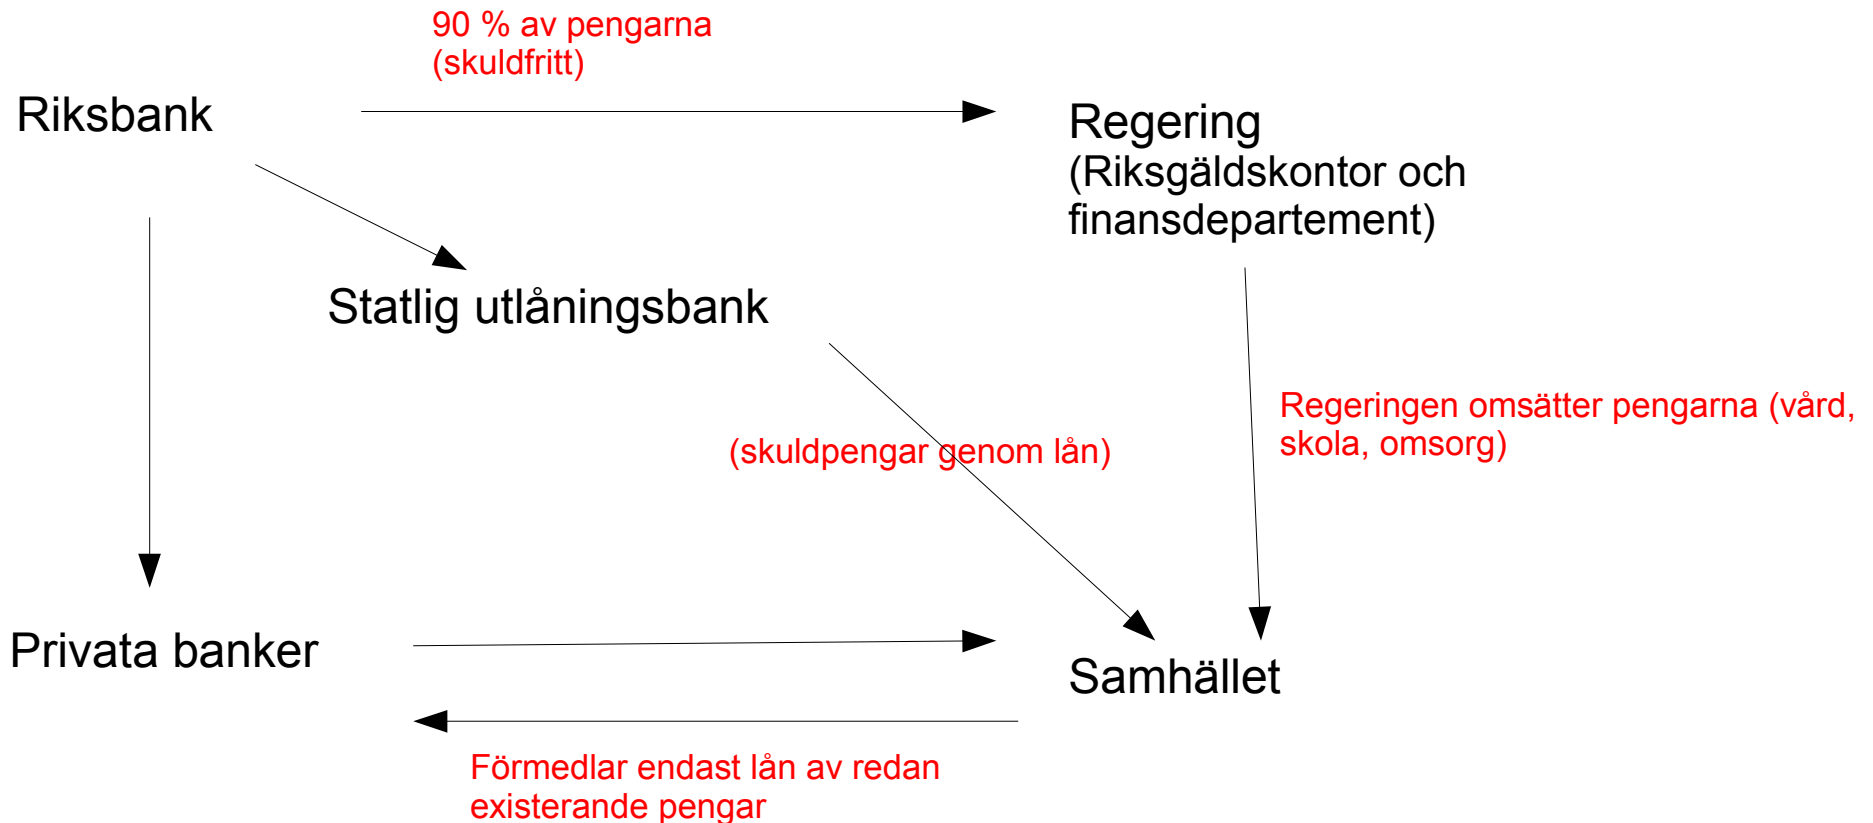 90 % av pengarna
(skuldfritt)
Riksbank
Regering
(Riksgäldskontor och
finansdepartement)
Statlig utlåningsbank
Regeringen omsätter pengarna (vård,
skola, omsorg)
(skuldpengar genom lån)
Privata banker
Samhället
Förmedlar endast lån av redan
existerande pengar